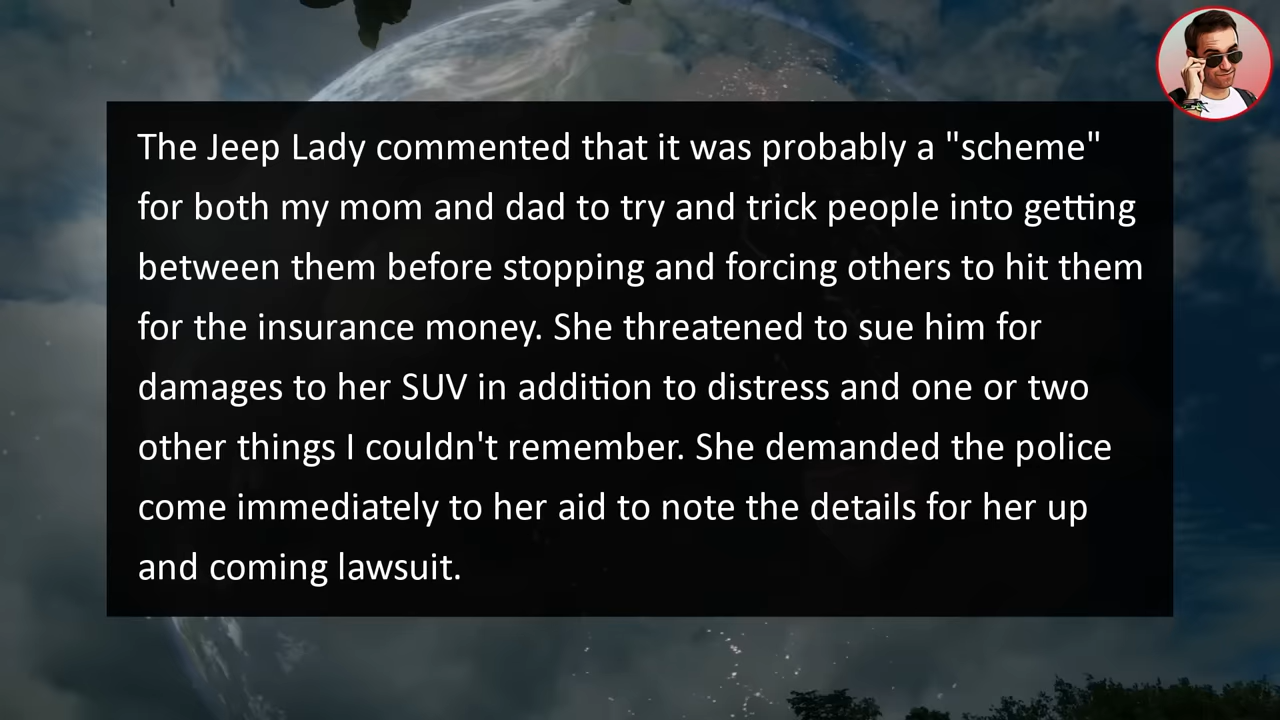 The Jeep Lady commented that it was probably a "scheme"
for both my mom and dad to try and trick people into getting
between them before stopping and forcing others to hit them
for the insurance money. She threatened to sue him for
damages to her SUV in addition to distress and one or two
other things I couldn't remember. She demanded the police
come immediately to her aid to note the details for her up
and coming lawsuit.